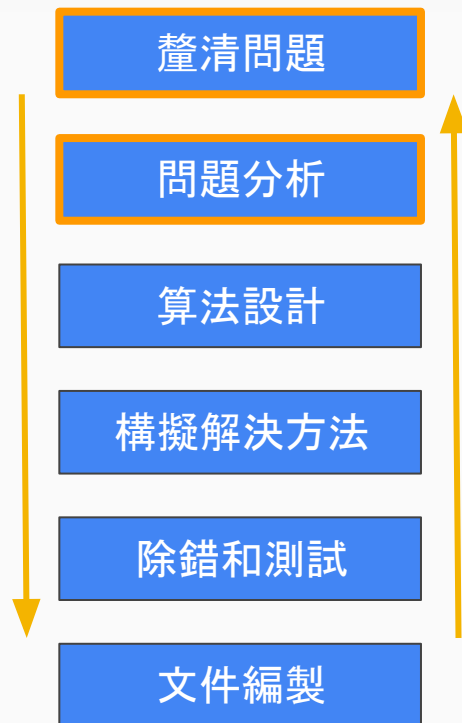 釐清問題
問題分析
算法設計
構擬解決方法
除錯和測試
文件編製